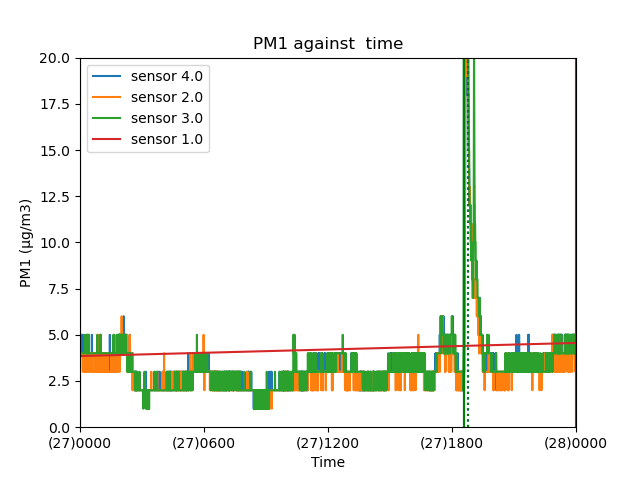 PM1 against  time
sensor 4.0
sensor 2.0
sensor 3.0
sensor 1.0
PM1 (μg/m3)
20.0
17.5
15.0
12.5
10.0
7.5
5.0
2.5
0.0
(27)0000
(27)0600
(27)1200
(27)1800
(28)0000
Time